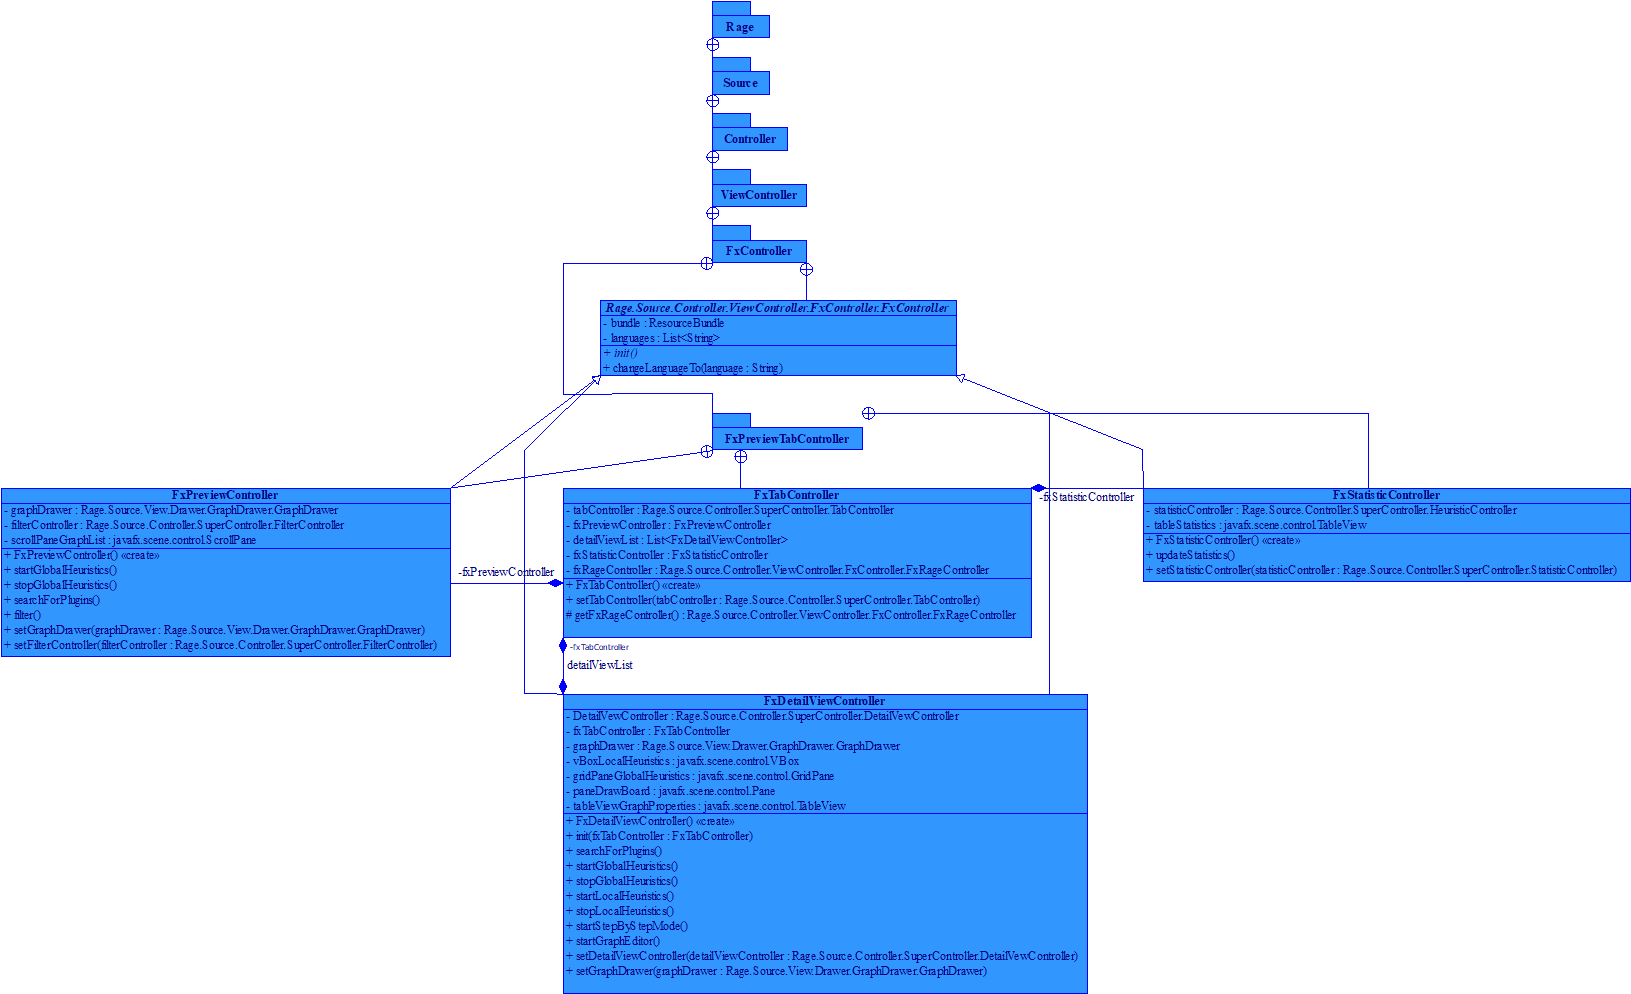 Rage
Source
Controller
ViewController
FxController
Rage.Source.Controller.ViewController.FxController.FxController
- bundle : ResourceBundle
- languages : List<String>
+ init()
+ changeLanguageTo(language : String)
FxPreviewTabController
FxPreviewController
- graphDrawer : Rage.Source.View.Drawer.GraphDrawer.GraphDrawer
- filterController : Rage.Source.Controller.SuperController.FilterController
- scrollPaneGraphList : javafx.scene.control.ScrollPane
+ FxPreviewController() «create»
+ startGlobalHeuristics()
+ stopGlobalHeuristics()
+ searchForPlugins()
+ filter()
+ setGraphDrawer(graphDrawer : Rage.Source.View.Drawer.GraphDrawer.GraphDrawer)
+ setFilterController(filterController : Rage.Source.Controller.SuperController.FilterController)
-fxPreviewController
FxTabController
- tabController : Rage.Source.Controller.SuperController.TabController
- fxPreviewController : FxPreviewController
- detailViewList : List<FxDetailViewController>
- fxStatisticController : FxStatisticController
- fxRageController : Rage.Source.Controller.ViewController.FxController.FxRageController
+ FxTabController() «create»
+ setTabController(tabController : Rage.Source.Controller.SuperController.TabController)
# getFxRageController() : Rage.Source.Controller.ViewController.FxController.FxRageController
-fxStatisticController
FxStatisticController
- statisticController : Rage.Source.Controller.SuperController.HeuristicController
- tableStatistics : javafx.scene.control.TableView
+ FxStatisticController() «create»
+ updateStatistics()
+ setStatisticController(statisticController : Rage.Source.Controller.SuperController.StatisticController)
-fxTabController
detailViewList
FxDetailViewController
- DetailVewController : Rage.Source.Controller.SuperController.DetailVewController
- fxTabController : FxTabController
- graphDrawer : Rage.Source.View.Drawer.GraphDrawer.GraphDrawer
- vBoxLocalHeuristics : javafx.scene.control.VBox
- gridPaneGlobalHeuristics : javafx.scene.control.GridPane
- paneDrawBoard : javafx.scene.control.Pane
- tableViewGraphProperties : javafx.scene.control.TableView
+ FxDetailViewController() «create»
+ init(fxTabController : FxTabController)
+ searchForPlugins()
+ startGlobalHeuristics()
+ stopGlobalHeuristics()
+ startLocalHeuristics()
+ stopLocalHeuristics()
+ startStepByStepMode()
+ startGraphEditor()
+ setDetailViewController(detailViewController : Rage.Source.Controller.SuperController.DetailVewController)
+ setGraphDrawer(graphDrawer : Rage.Source.View.Drawer.GraphDrawer.GraphDrawer)